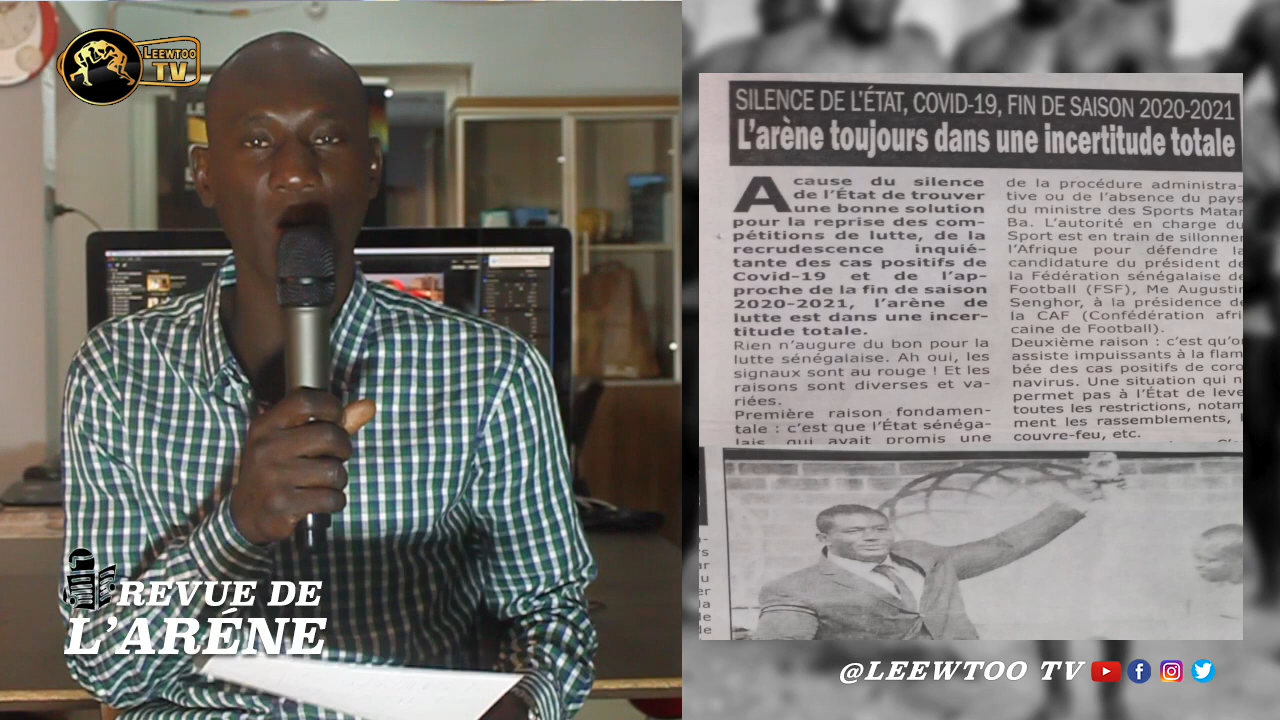 LEEWTOO
TV
REVUE DE
L'ARÉNE
SILENCE DE L'ÉTAT, COVID-19, FIN DE SAISON 2020-2021
L'arène toujours dans une incertitude totale
A cause du silence
de l'État de trouver
une bonne solution
pour la reprise des com-
pétitions de lutte, de la
recrudescence inquié-
tante des cas positifs de
Covid-19 et de l'ap-
proche de la fin de saison
2020-2021, l'arène de
lutte est dans une incer-
titude totale.
Rien n'augure du bon pour la
lutte sénégalaise. Ah oui, les
signaux sont au rouge ! Et les
raisons sont diverses et va-
riées.
Première raison fondamen-
tale : c'est que l'État sénéga-
lais, qui avait promis une
de la procédure administra-
tive ou de l'absence du pays
du ministre des Sports Matar
Ba. L'autorité en charge du
Sport est en train de sillonner
l'Afrique pour défendre la
candidature du président de
la Fédération sénégalaise de
Football (FSF), Me Augustin
Senghor, à la présidence de
la CAF (Confédération afri
caine de Football).
Deuxième raison : c'est qu'on
assiste impuissants à la flam
bée des cas positifs de coro
navirus. Une situation qui n
permet pas à l'État de leve
toutes les restrictions, notam
ment les rassemblements, l
couvre-feu, etc.
@LEEWTOO TV